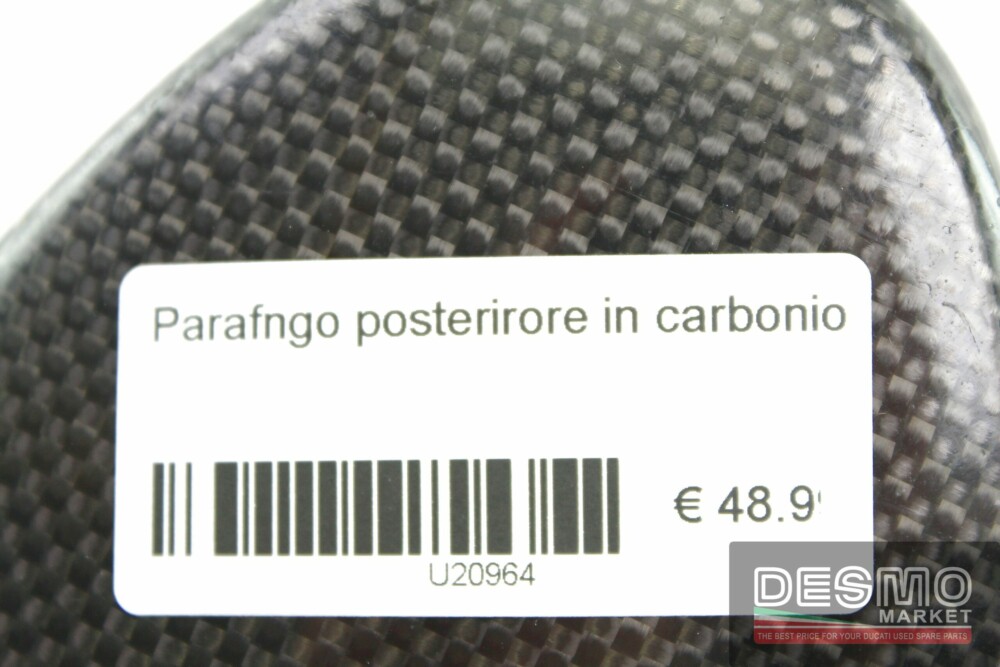 Parafngo posterirore in carbonio
€ 48.9
U20964
DESMO
MARKET
THE BEST PRICE FOR YOUR DUCATI USED SPARE PARTS